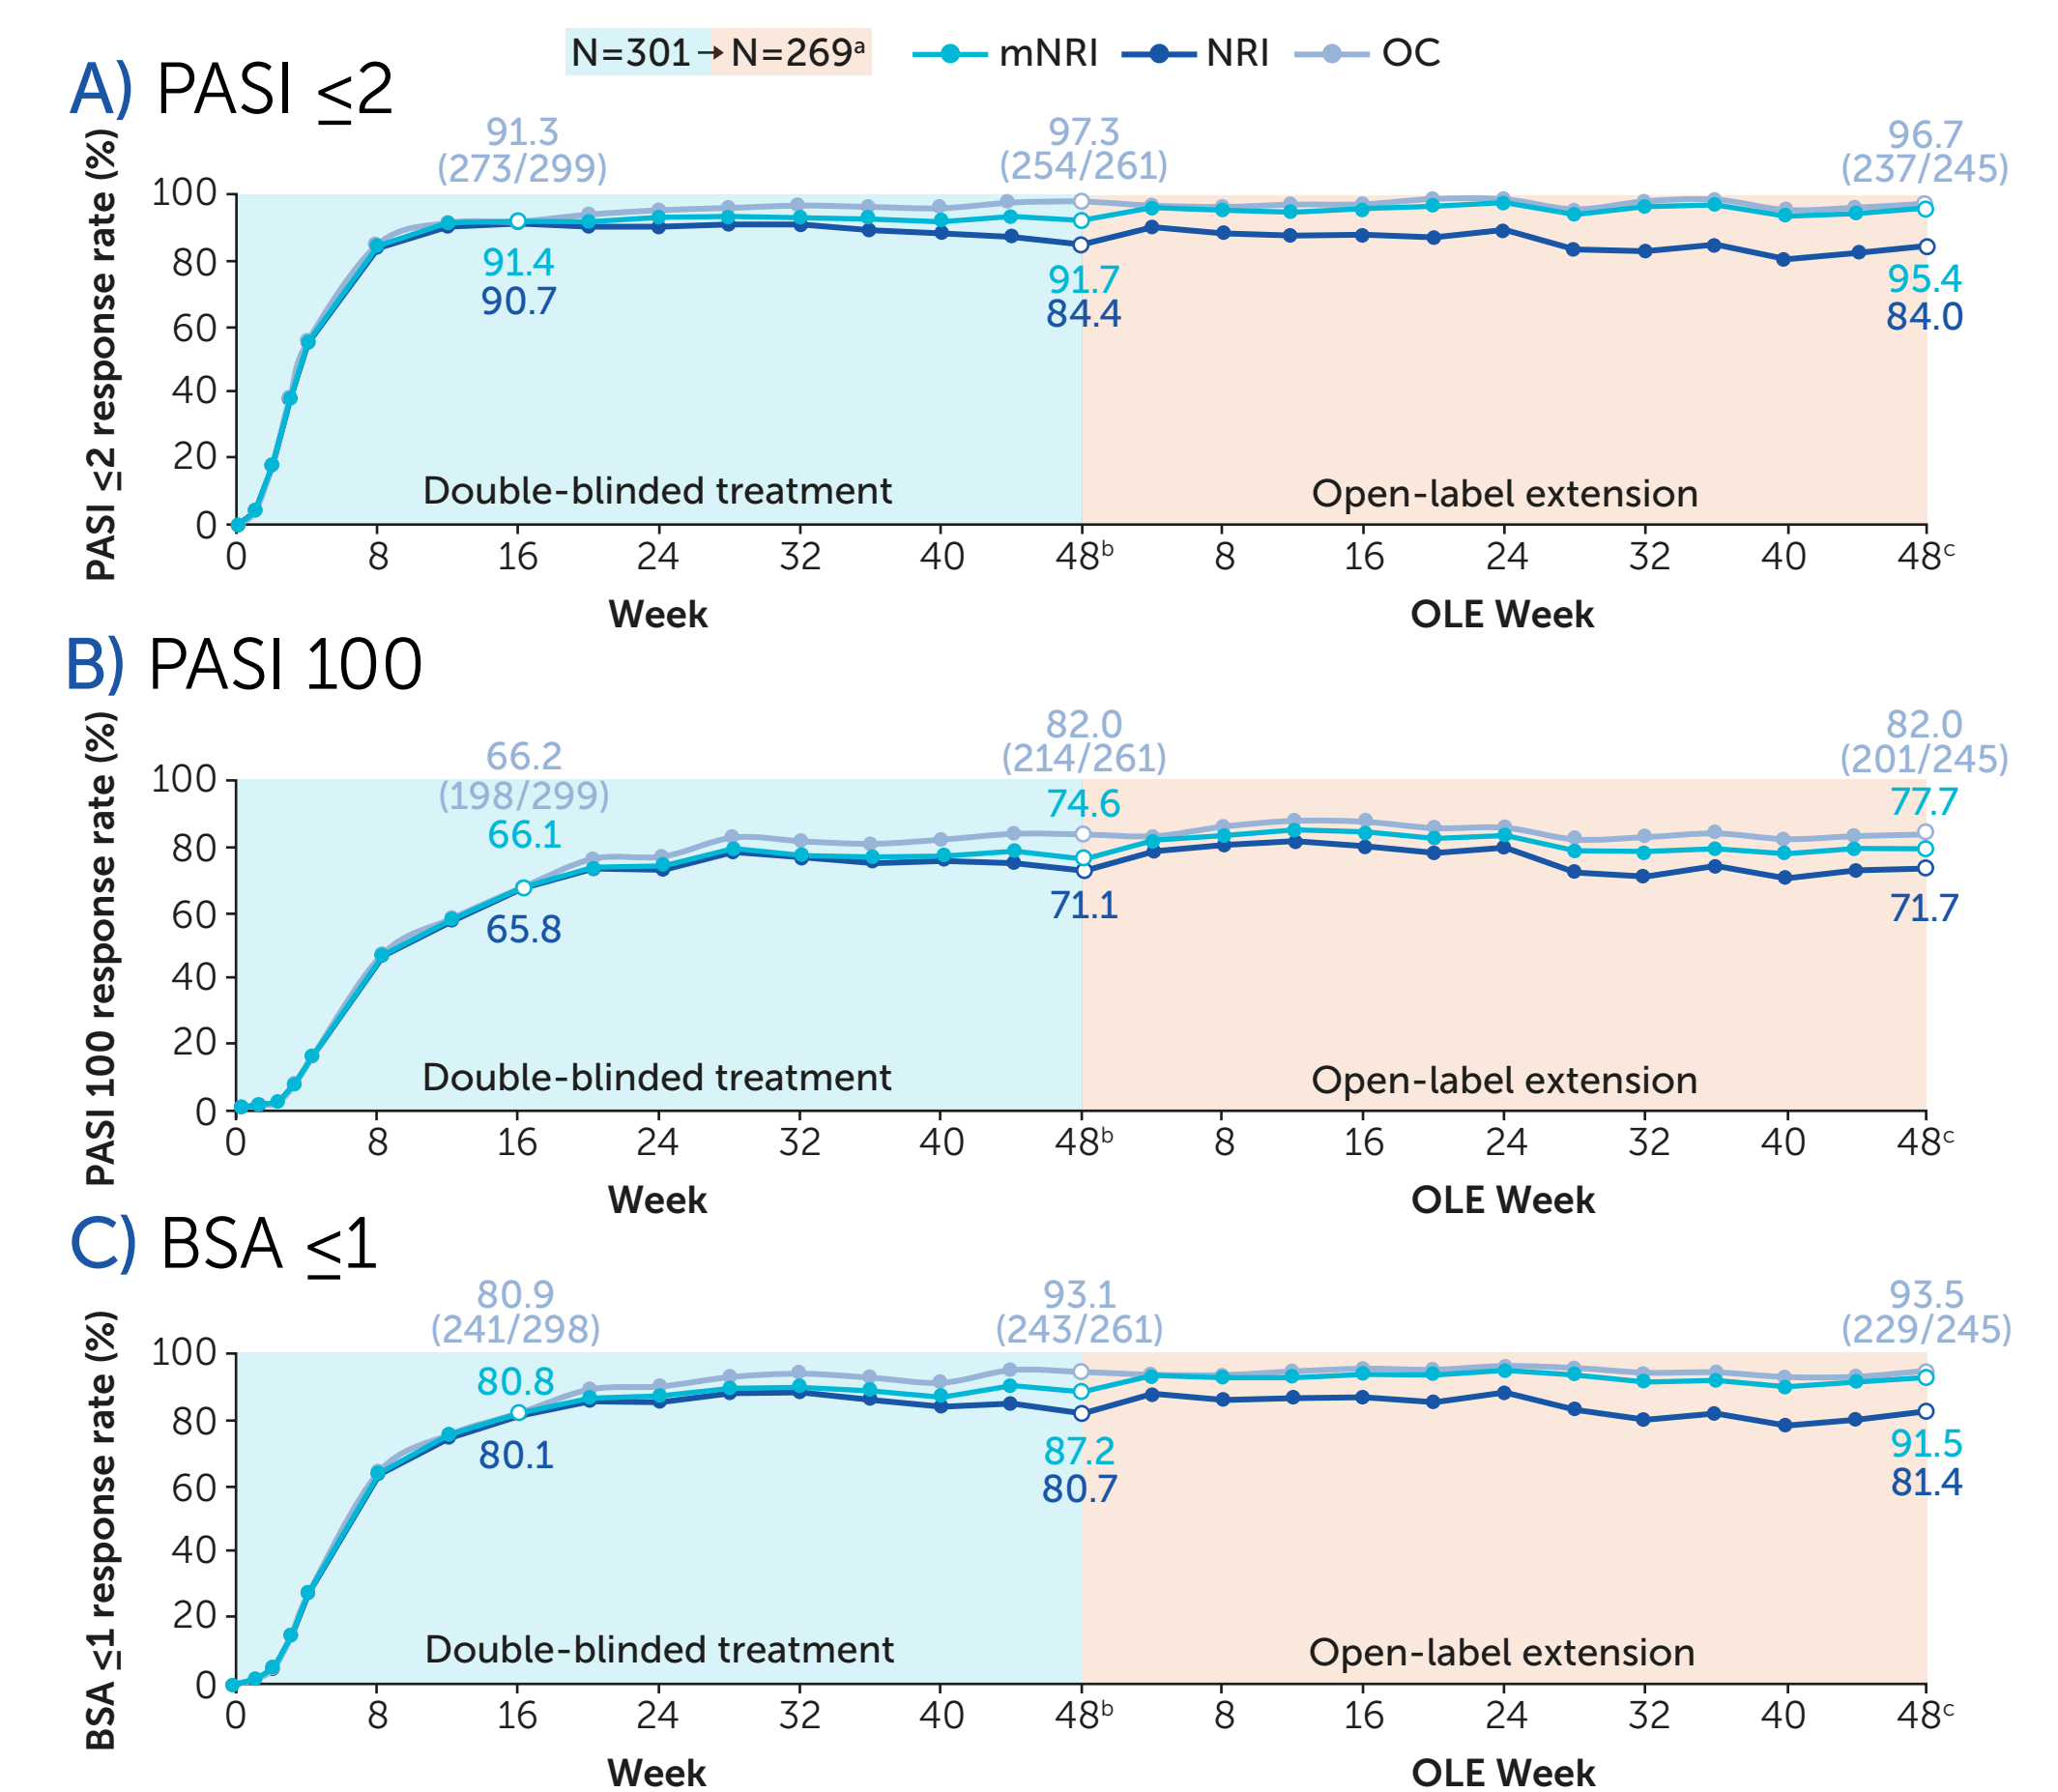 N=301 → N=269ᵃ mNRI NRI OC
A) PASI ≤2
PASI ≤2 response rate (%)
91.3
(273/299)
97.3
(254/261)
96.7
(237/245)
100
80
60
40
20
0
91.4
90.7
91.7
84.4
95.4
84.0
Double-blinded treatment
Open-label extension
0 8 16 24 32 40 48ᵇ 8 16 24 32 40 48ᶜ
Week
OLE Week
B) PASI 100
PASI 100 response rate (%)
66.2
(198/299)
82.0
(214/261)
82.0
(201/245)
100
80
60
40
20
0
66.1
65.8
74.6
71.1
77.7
71.7
Double-blinded treatment
Open-label extension
0 8 16 24 32 40 48ᵇ 8 16 24 32 40 48ᶜ
Week
OLE Week
C) BSA ≤1
BSA ≤1 response rate (%)
80.9
(241/298)
93.1
(243/261)
93.5
(229/245)
100
80
60
40
20
0
80.8
80.1
87.2
80.7
91.5
81.4
Double-blinded treatment
Open-label extension
0 8 16 24 32 40 48ᵇ 8 16 24 32 40 48ᶜ
Week
OLE Week